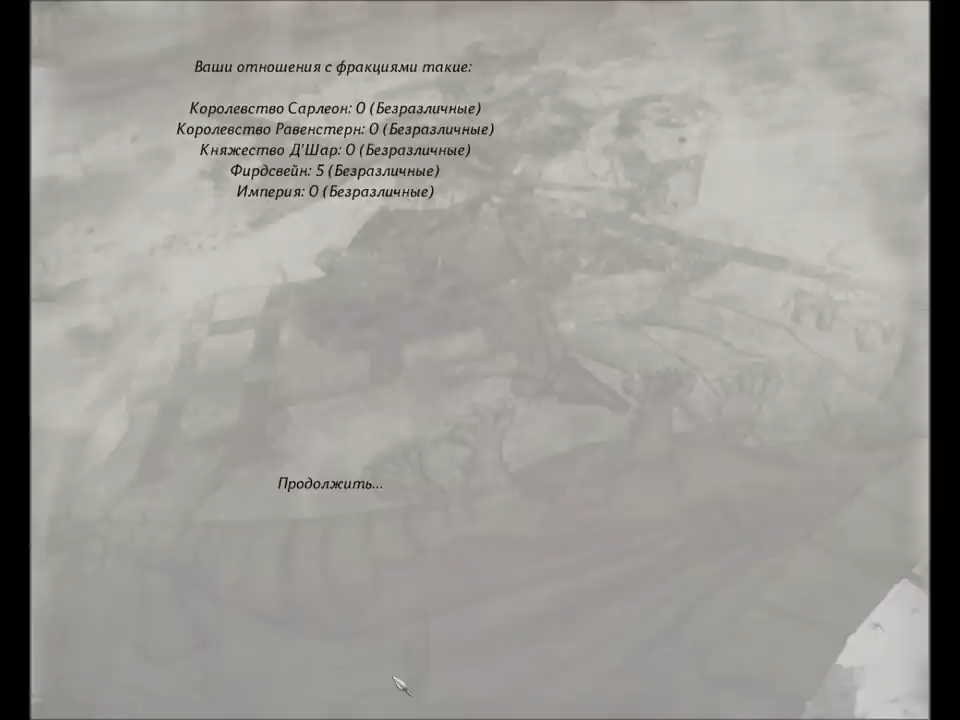 Ваши отношения с фракциями такие:
Королевство Сарлеон: 0 (Безразличные)
Королевство Равенстерн: 0 (Безразличные)
Княжество Д'Шар: 0 (Безразличные)
Фирдсвейн: 5 (Безразличные)
Империя: 0 (Безразличные)
Продолжить...